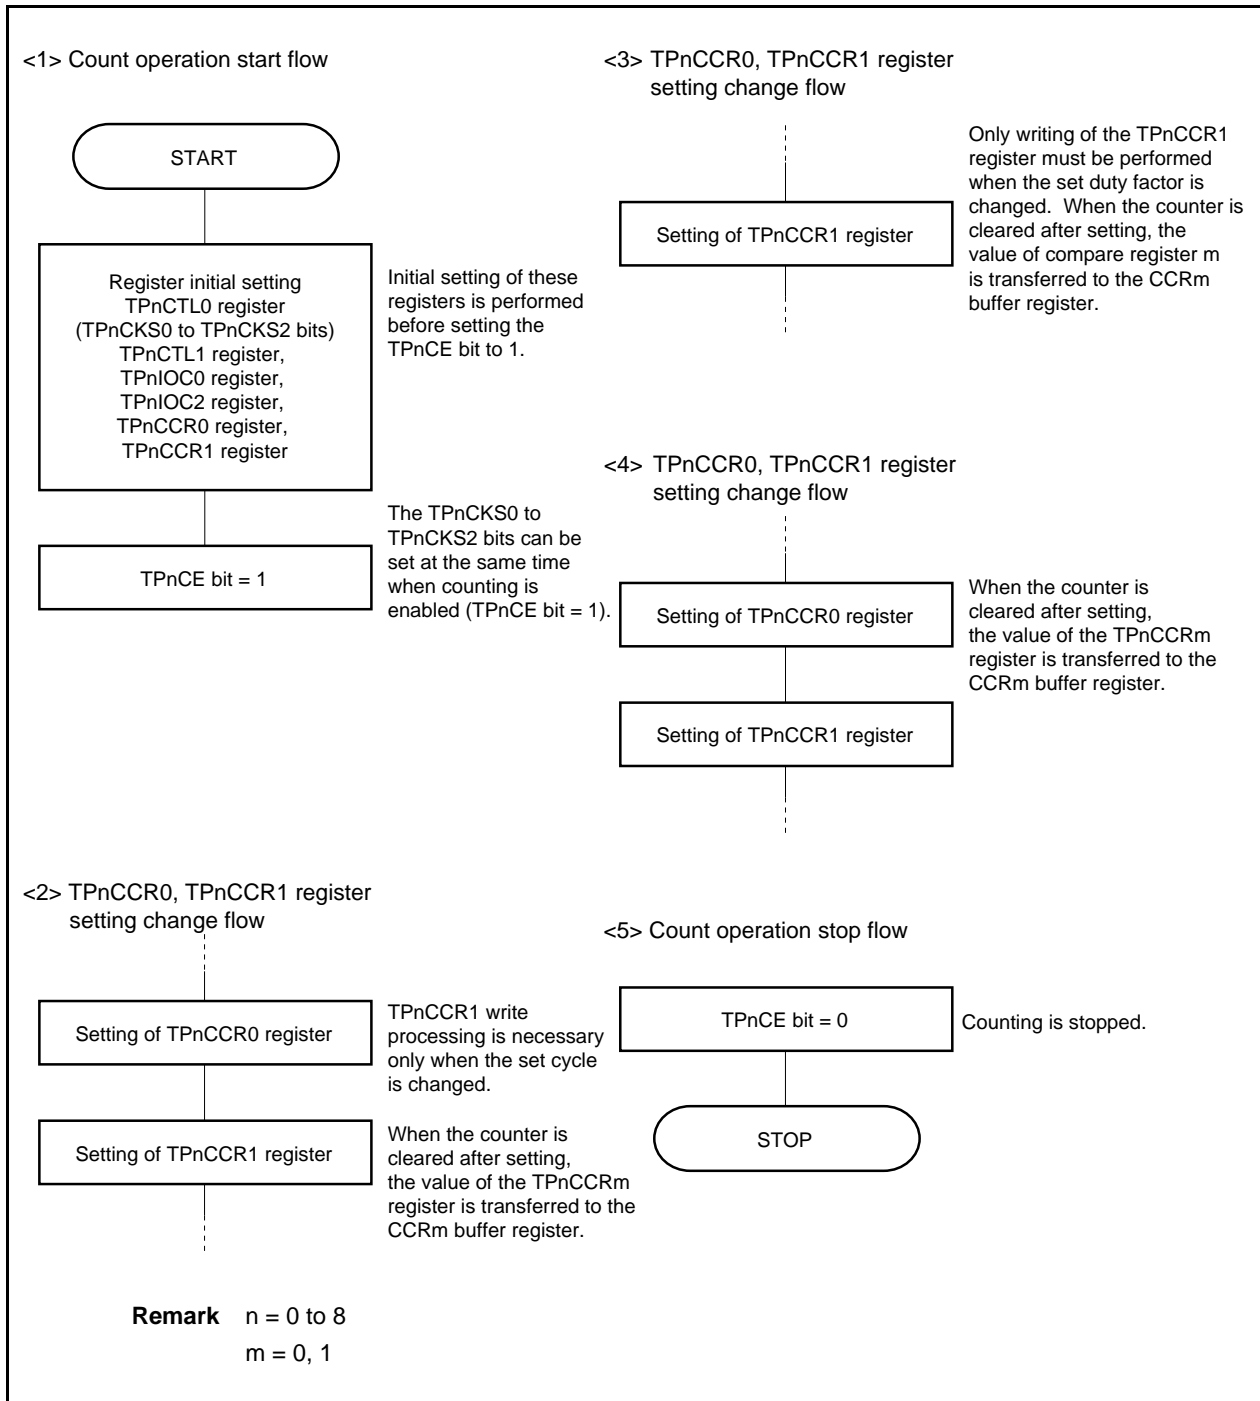 <1> Count operation start flow
START
Register initial setting
TPnCTL0 register
(TPnCKS0 to TPnCKS2 bits)
TPnCTL1 register,
TPnIOC0 register,
TPnIOC2 register,
TPnCCR0 register,
TPnCCR1 register
Initial setting of these
registers is performed
before setting the
TPnCE bit to 1.
TPnCE bit = 1
The TPnCKS0 to
TPnCKS2 bits can be
set at the same time
when counting is
enabled (TPnCE bit = 1).
<2> TPnCCR0, TPnCCR1 register
setting change flow
Setting of TPnCCR0 register
TPnCCR1 write
processing is necessary
only when the set cycle
is changed.
Setting of TPnCCR1 register
When the counter is
cleared after setting,
the value of the TPnCCRm
register is transferred to the
CCRm buffer register.
<3> TPnCCR0, TPnCCR1 register
setting change flow
Setting of TPnCCR1 register
Only writing of the TPnCCR1
register must be performed
when the set duty factor is
changed. When the counter is
cleared after setting, the
value of compare register m
is transferred to the CCRm
buffer register.
<4> TPnCCR0, TPnCCR1 register
setting change flow
Setting of TPnCCR0 register
When the counter is
cleared after setting,
the value of the TPnCCRm
register is transferred to the
CCRm buffer register.
Setting of TPnCCR1 register
<5> Count operation stop flow
TPnCE bit = 0
Counting is stopped.
STOP
Remark n = 0 to 8
m = 0, 1